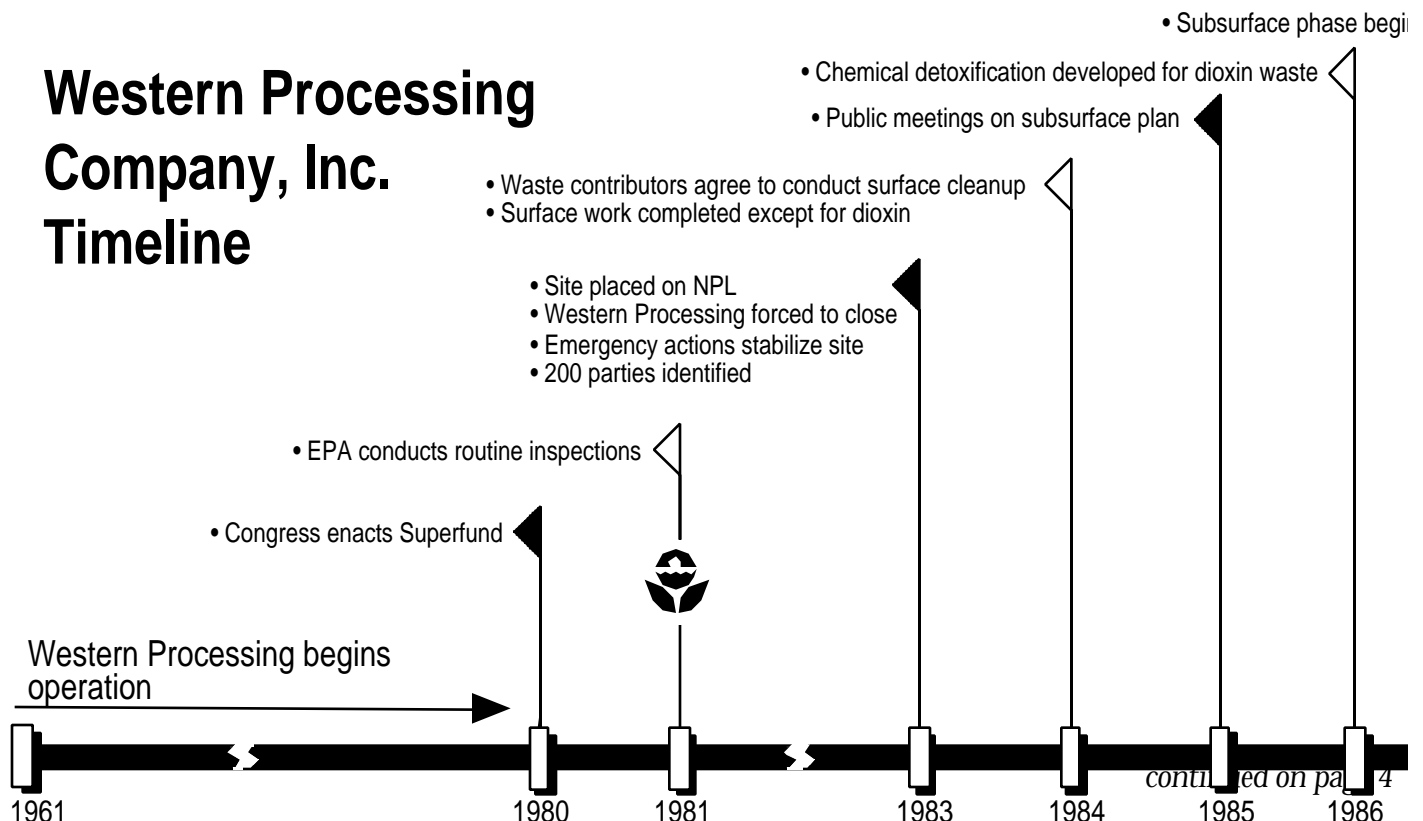 Western Processing
Company, Inc.
Timeline
• Subsurface phase begin
• Chemical detoxification developed for dioxin waste
• Public meetings on subsurface plan
• Waste contributors agree to conduct surface cleanup
• Surface work completed except for dioxin
• Site placed on NPL
• Western Processing forced to close
• Emergency actions stabilize site
• 200 parties identified
• EPA conducts routine inspections
• Congress enacts Superfund
Western Processing begins
operation
on 4
1961 1980 1981 1983 1984 1985 1986